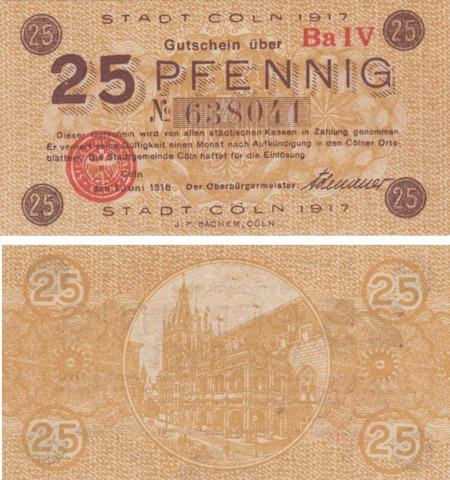 25 STADT CÖLN 1917 25
Gutschein über Ba IV
25 PFENNIG
№ 638041
Dieser Gutschein wird von allen städtischen Kassen in Zahlung genommen
Er verliert seine Gültigkeit einen Monat nach Aufkündigung in den Cölner Orts=
blättern. Die Stadtgemeinde Cöln haftet für die Einlösung
Cöln
den 1. Juni 1918 Der Oberbürgermeister: Adenauer
25 STADT CÖLN 1917 25
J. P. BACHEM, CÖLN
25 25
25 25